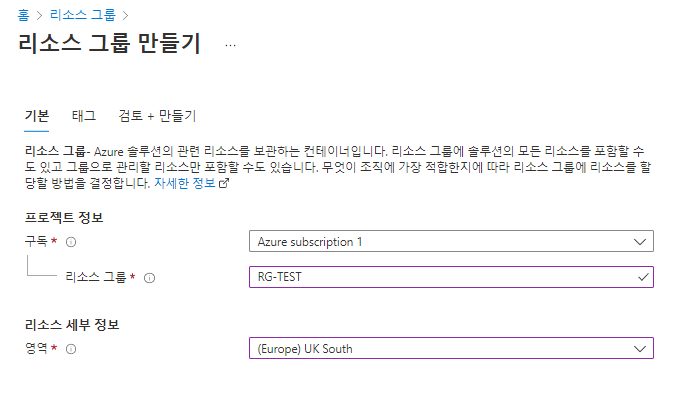 홈 > 리소스 그룹 >
리소스 그룹 만들기 ...
기본 태그 검토 + 만들기
리소스 그룹- Azure 솔루션의 관련 리소스를 보관하는 컨테이너입니다. 리소스 그룹에 솔루션의 모든 리소스를 포함할 수
도 있고 그룹으로 관리할 리소스만 포함할 수도 있습니다. 무엇이 조직에 가장 적합한지에 따라 리소스 그룹에 리소스를 할
당할 방법을 결정합니다. 자세한 정보
프로젝트 정보
구독 * Azure subscription 1
리소스 그룹 * RG-TEST
리소스 세부 정보
영역 * (Europe) UK South